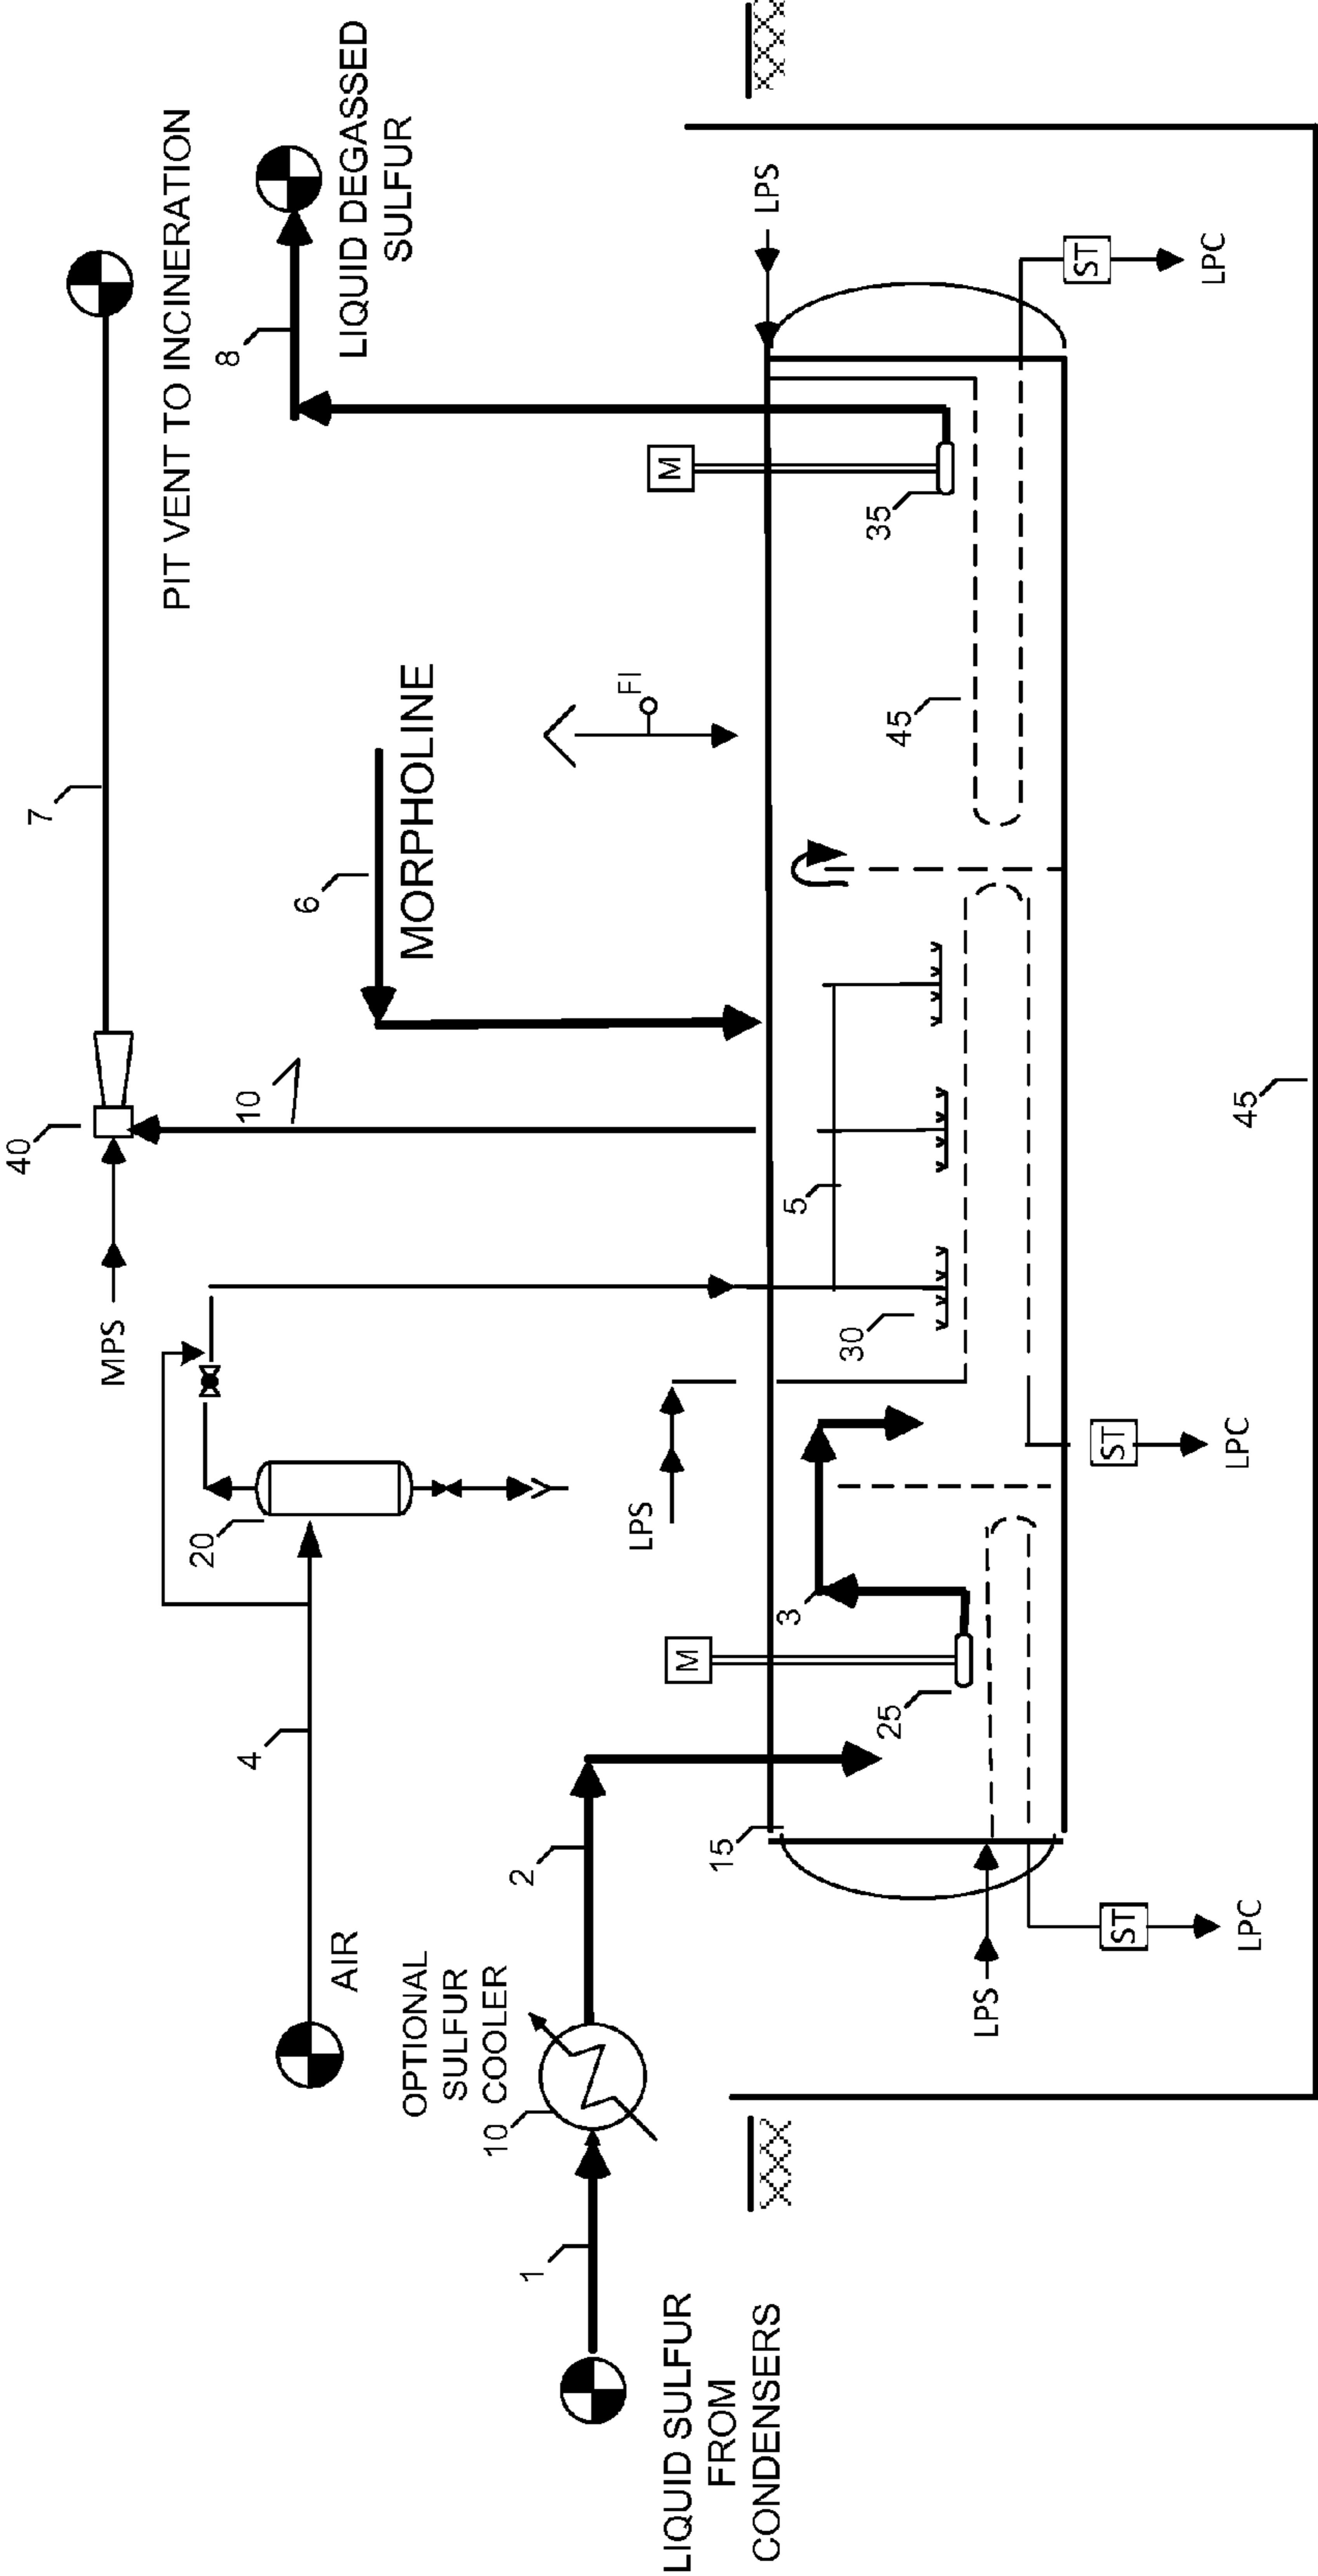 40
7
PIT VENT TO INCINERATION
MPS
10
6
MORPHOLINE
8
LIQUID DEGASSED
SULFUR
20
4
AIR
FI
M
LPS
OPTIONAL
SULFUR
COOLER
10
1
2
LIQUID SULFUR
FROM
CONDENSERS
LPS
M
15
3
5
25
30
35
45
LPS
ST
LPC
ST
LPC
ST
LPC
45